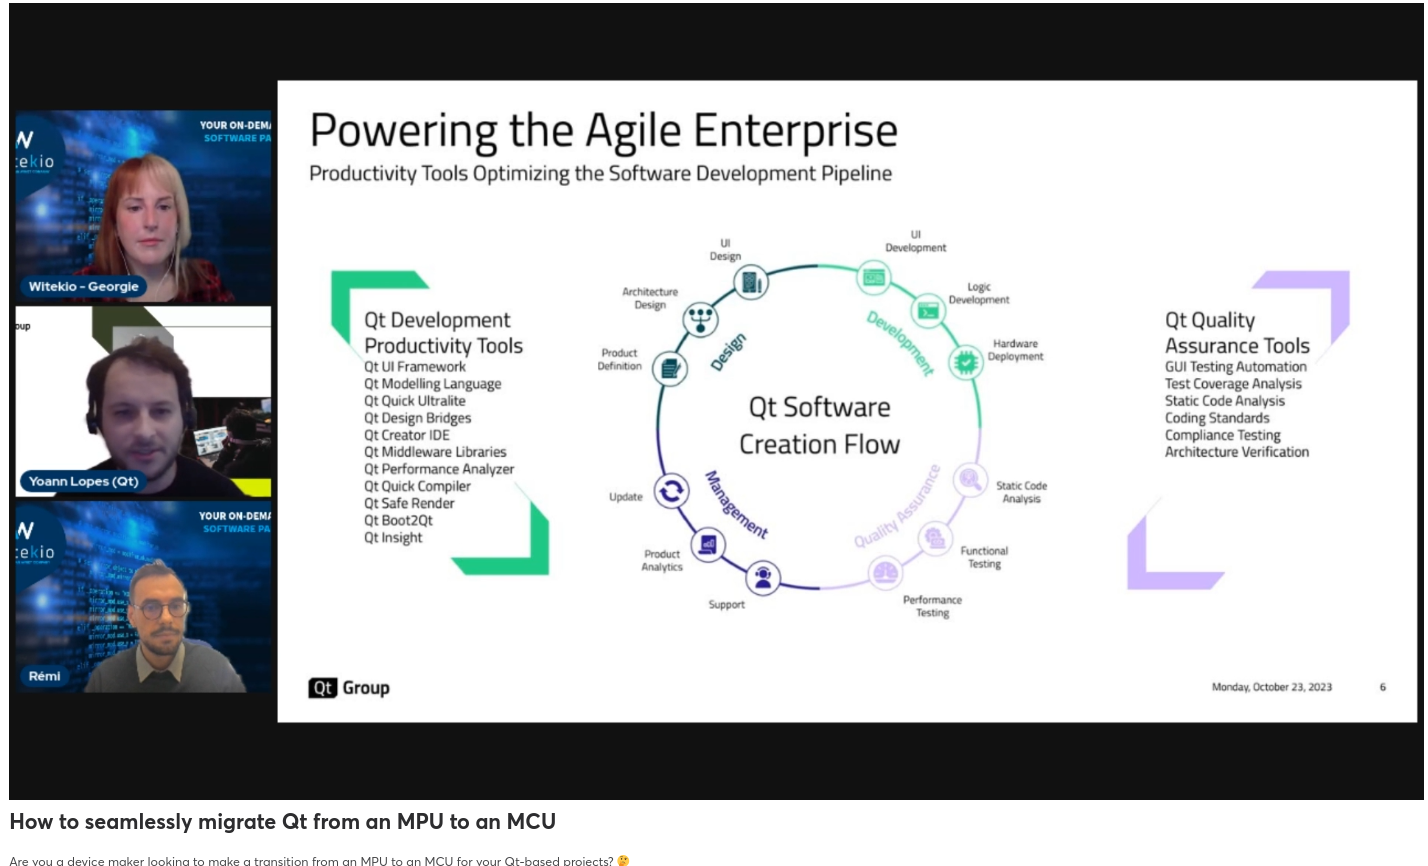 YOUR ON-DEMA
SOFTWARE PA
W
tekio
Witekio - Georgie
oup
Yoann Lopes (Qt)
YOUR ON-DEMA
SOFTWARE PA
W
tekio
Rémi
Powering the Agile Enterprise
Productivity Tools Optimizing the Software Development Pipeline
Qt Development
Productivity Tools
Qt UI Framework
Qt Modelling Language
Qt Quick Ultralite
Qt Design Bridges
Qt Creator IDE
Qt Middleware Libraries
Qt Performance Analyzer
Qt Quick Compiler
Qt Safe Render
Qt Boot2Qt
Qt Insight
UI
Design
Architecture
Design
Product
Definition
Design
UI
Development
Logic
Development
Hardware
Deployment
Development
Qt Software
Creation Flow
Update
Product
Analytics
Support
Management
Quality Assurance
Static Code
Analysis
Functional
Testing
Performance
Testing
Qt Quality
Assurance Tools
GUI Testing Automation
Test Coverage Analysis
Static Code Analysis
Coding Standards
Compliance Testing
Architecture Verification
Qt Group
Monday, October 23, 2023
6
How to seamlessly migrate Qt from an MPU to an MCU
Are you a device maker looking to make a transition from an MPU to an MCU for your Qt-based projects? 🤔